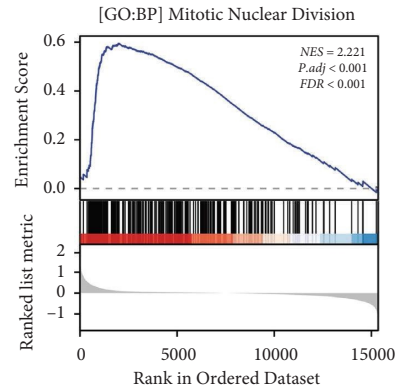 [GO:BP] Mitotic Nuclear Division
NES = 2.221
P.adj < 0.001
FDR < 0.001
Enrichment Score
0.6
0.4
0.2
0.0
Ranked list metric
2
1
0
−1
0
5000
10000
15000
Rank in Ordered Dataset